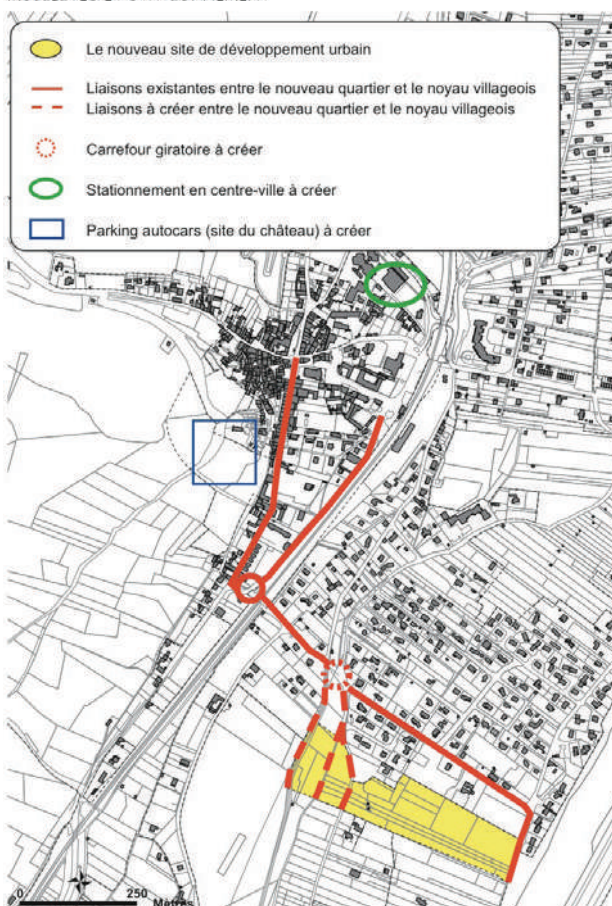 Le nouveau site de développement urbain
Liaisons existantes entre le nouveau quartier et le noyau villageois
Liaisons à créer entre le nouveau quartier et le noyau villageois
Carrefour giratoire à créer
Stationnement en centre-ville à créer
Parking autocars (site du château) à créer
0 250
Mètres